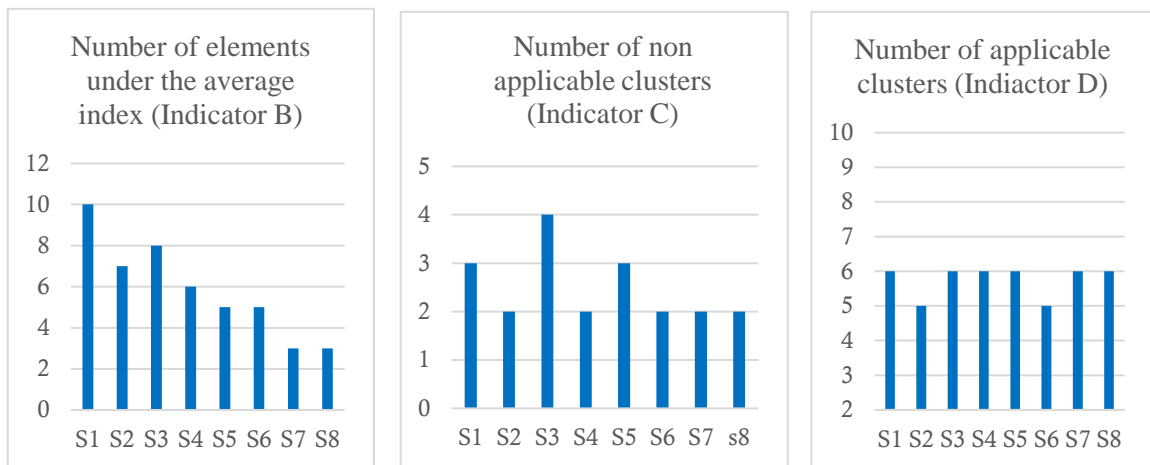 Number of elements
under the average
index (Indicator B)
12
10
8
6
4
2
0
S1 S2 S3 S4 S5 S6 S7 S8
Number of non
applicable clusters
(Indicator C)
5
4
3
2
1
0
S1 S2 S3 S4 S5 S6 S7 s8
Number of applicable
clusters (Indiactor D)
10
9
8
7
6
5
4
3
2
S1 S2 S3 S4 S5 S6 S7 S8